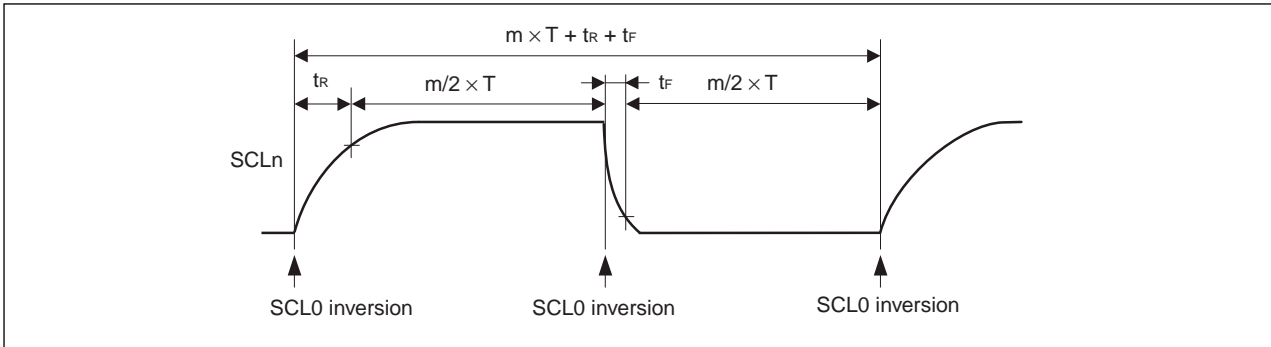 m × T + tR + tF
tR
m/2 × T
tF
m/2 × T
SCLn
SCL0 inversion
SCL0 inversion
SCL0 inversion